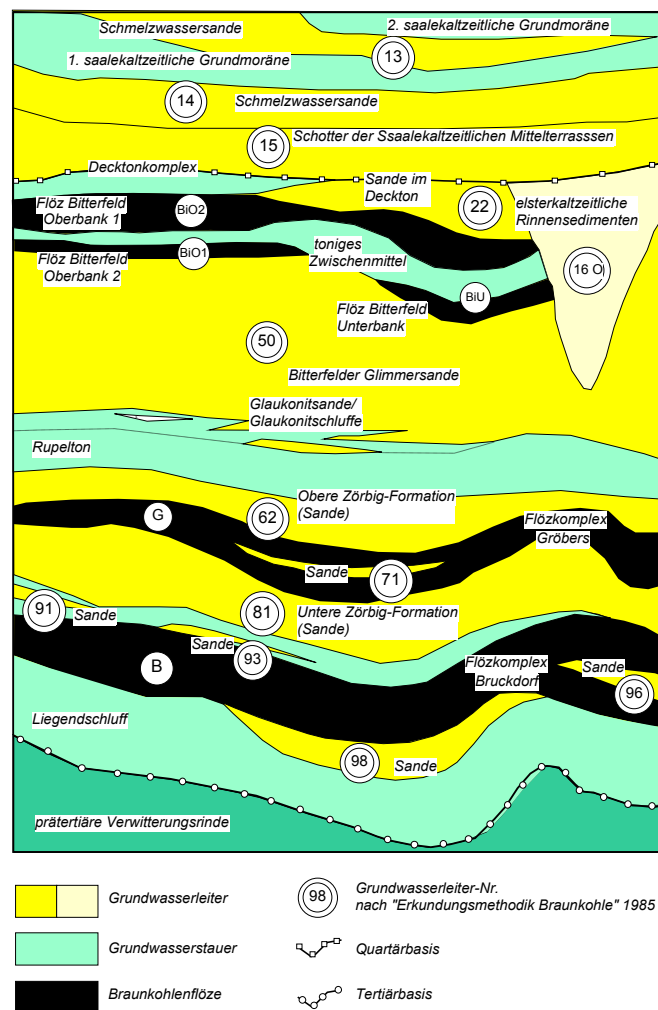 Schmelzwassersande
2. saalekaltzeitliche Grundmoräne
13
1. saalekaltzeitliche Grundmoräne
14
Schmelzwassersande
15
Schotter der Ssaalekaltzeitlichen Mittelterrasssen
Decktonkomplex
Sande im
Deckton
22
elsterkaltzeitliche
Rinnensedimenten
Flöz Bitterfeld
Oberbank 1
BiO2
toniges
Zwischenmittel
BiO1
Flöz Bitterfeld
Oberbank 2
16 O
BiU
Flöz Bitterfeld
Unterbank
50
Bitterfelder Glimmersande
Glaukonitsande/
Glaukonitschluffe
Rupelton
Obere Zörbig-Formation
(Sande)
62
G
Flözkomplex
Gröbers
Sande
71
91
Sande
81
Untere Zörbig-Formation
(Sande)
Sande
93
B
Flözkomplex
Bruckdorf
Sande
96
Liegendschluff
98
Sande
prätertiäre Verwitterungsrinde
Grundwasserleiter
98
Grundwasserleiter-Nr.
nach "Erkundungsmethodik Braunkohle" 1985
Grundwasserstauer
Quartärbasis
Braunkohlenflöze
Tertiärbasis